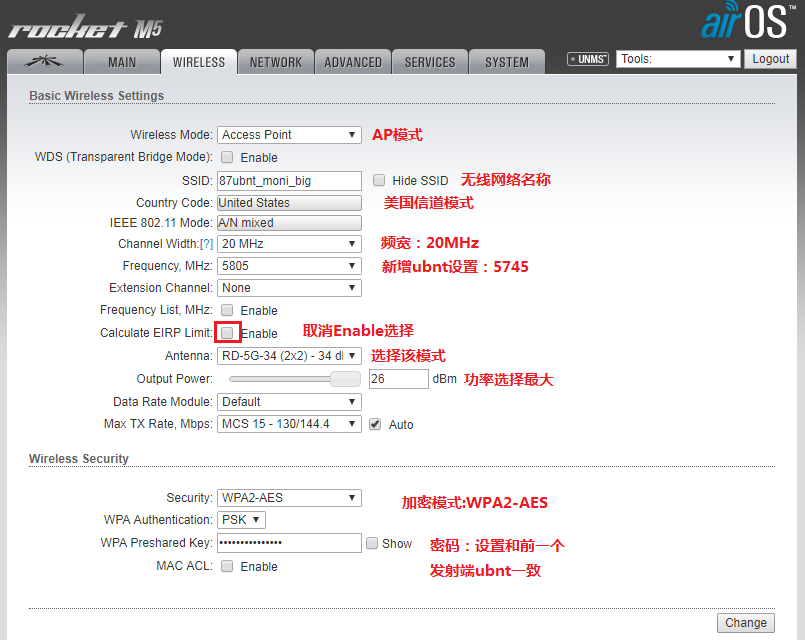 rocket M5
airOS™
MAIN WIRELESS NETWORK ADVANCED SERVICES SYSTEM UNMS™ Tools: Logout
Basic Wireless Settings
Wireless Mode: Access Point AP模式
WDS (Transparent Bridge Mode): Enable
SSID: 87ubnt_moni_big Hide SSID 无线网络名称
Country Code: United States 美国信道模式
IEEE 802.11 Mode: A/N mixed
Channel Width:[?] 20 MHz 频宽：20MHz
Frequency, MHz: 5805 新增ubnt设置：5745
Extension Channel: None
Frequency List, MHz: Enable
Calculate EIRP Limit: Enable 取消Enable选择
Antenna: RD-5G-34 (2x2) - 34 dl 选择该模式
Output Power: 26 dBm 功率选择最大
Data Rate Module: Default
Max TX Rate, Mbps: MCS 15 - 130/144.4 Auto
Wireless Security
Security: WPA2-AES 加密模式:WPA2-AES
WPA Authentication: PSK
WPA Preshared Key: ••••••••••••••• Show 密码：设置和前一个
MAC ACL: Enable 发射端ubnt一致
Change